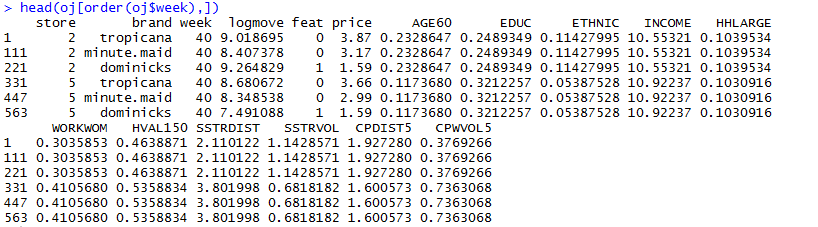 > head(oj[order(oj$week),])
    store       brand week  logmove feat price     AGE60      EDUC     ETHNIC   INCOME   HHLARGE
1       2   tropicana   40 9.018695    0  3.87 0.2328647 0.2489349 0.11427995 10.55321 0.1039534
111     2 minute.maid   40 8.407378    0  3.17 0.2328647 0.2489349 0.11427995 10.55321 0.1039534
221     2   dominicks   40 9.264829    1  1.59 0.2328647 0.2489349 0.11427995 10.55321 0.1039534
331     5   tropicana   40 8.680672    0  3.66 0.1173680 0.3212257 0.05387528 10.92237 0.1030916
447     5 minute.maid   40 8.348538    0  2.99 0.1173680 0.3212257 0.05387528 10.92237 0.1030916
563     5   dominicks   40 7.491088    1  1.59 0.1173680 0.3212257 0.05387528 10.92237 0.1030916
      WORKWOM   HVAL150 SSTRDIST   SSTRVOL  CPDIST5   CPWVOL5
1   0.3035853 0.4638871 2.110122 1.1428571 1.927280 0.3769266
111 0.3035853 0.4638871 2.110122 1.1428571 1.927280 0.3769266
221 0.3035853 0.4638871 2.110122 1.1428571 1.927280 0.3769266
331 0.4105680 0.5358834 3.801998 0.6818182 1.600573 0.7363068
447 0.4105680 0.5358834 3.801998 0.6818182 1.600573 0.7363068
563 0.4105680 0.5358834 3.801998 0.6818182 1.600573 0.7363068